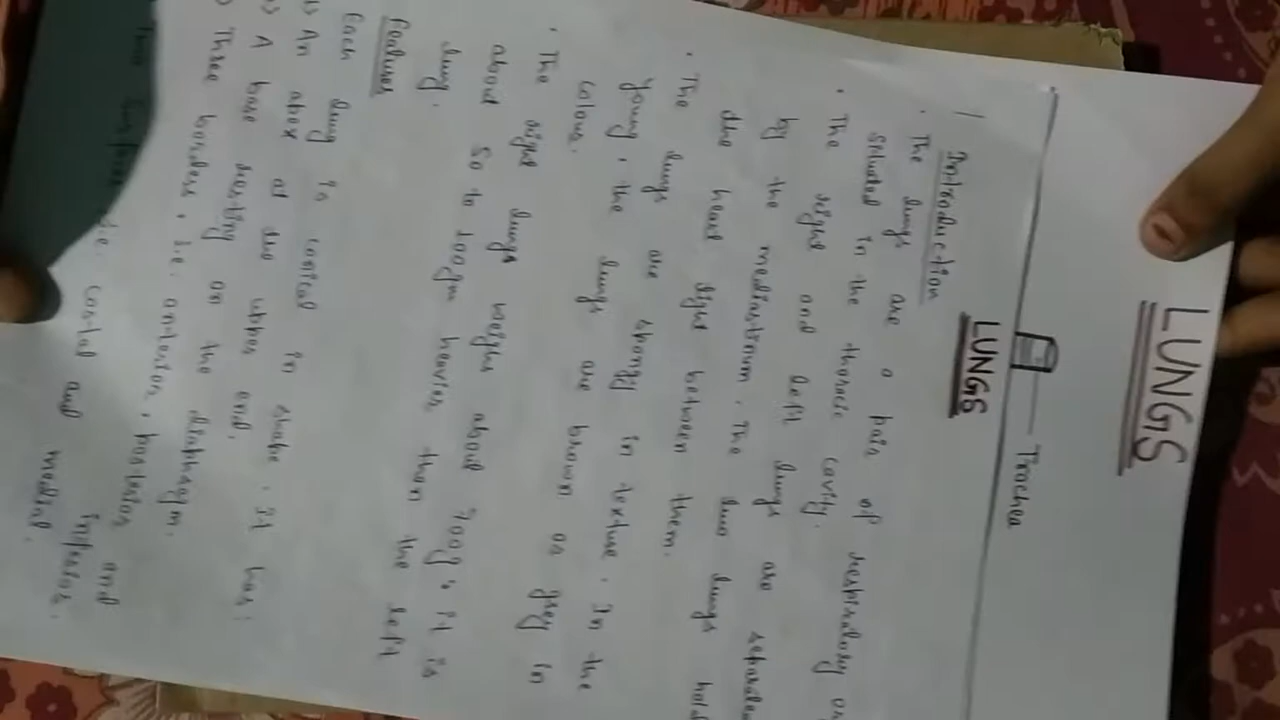 LUNGS
Trachea
LUNGS
Introduction
• The lungs are a pair of respiratory
situated in the thoracic cavity.
• The right and left lungs are separated
by the mediastinum. The two lungs hold
the heart right between them.
• The lungs are spongy in texture. In the
young, the lungs are brown or grey in
colour.
• The right lungs weighs about 700g, it is
about 50 to 100gm heavier than the left
lung.
Features
Each lung is conical in shape. It has:
1) An apex at the upper end.
2) A base resting on the diaphragm.
) Three borders, i.e. anterior, posterior and inferior.
i.e. costal and medial.